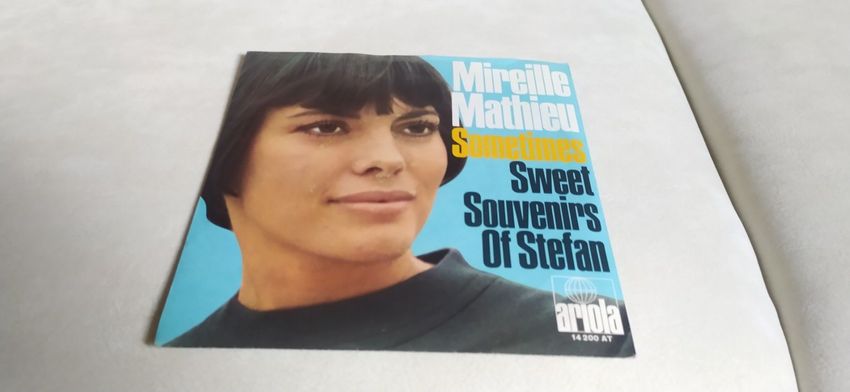 Mireille
Mathieu
Sometimes
Sweet
Souvenirs
Of Stefan
ariola
14 200 AT